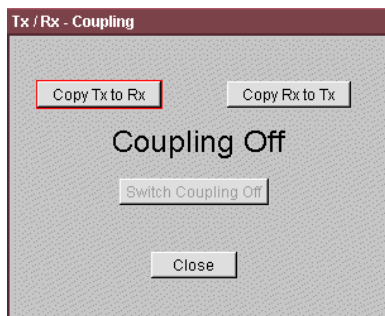 Tx / Rx - Coupling
Copy Tx to Rx
Copy Rx to Tx
Coupling Off
Switch Coupling Off
Close